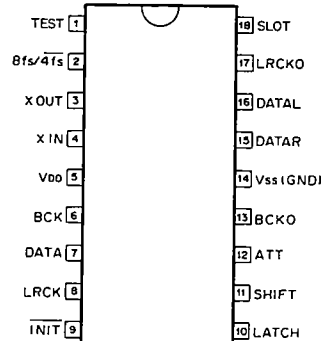 TEST 1
8fs/4fs 2
XOUT 3
XIN 4
VDD 5
BCK 6
DATA 7
LRCK 8
INIT 9
18 SLOT
17 LRCKO
16 DATAL
15 DATAR
14 Vss(GND)
13 BCKO
12 ATT
11 SHIFT
10 LATCH